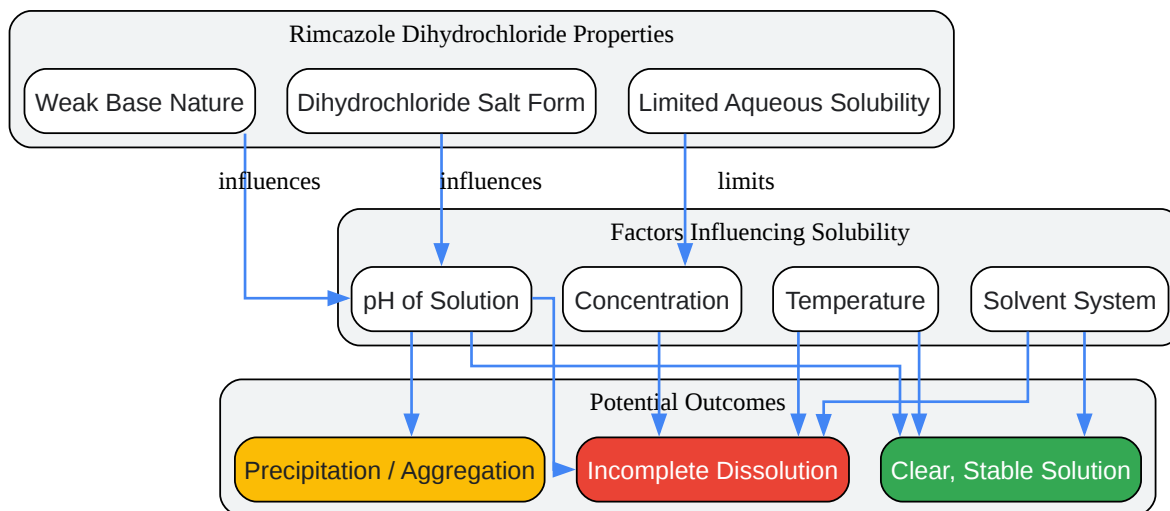 Rimcazole Dihydrochloride Properties
Weak Base Nature
Dihydrochloride Salt Form
Limited Aqueous Solubility
influences
influences
limits
Factors Influencing Solubility
pH of Solution
Concentration
Temperature
Solvent System
Potential Outcomes
Precipitation / Aggregation
Incomplete Dissolution
Clear, Stable Solution